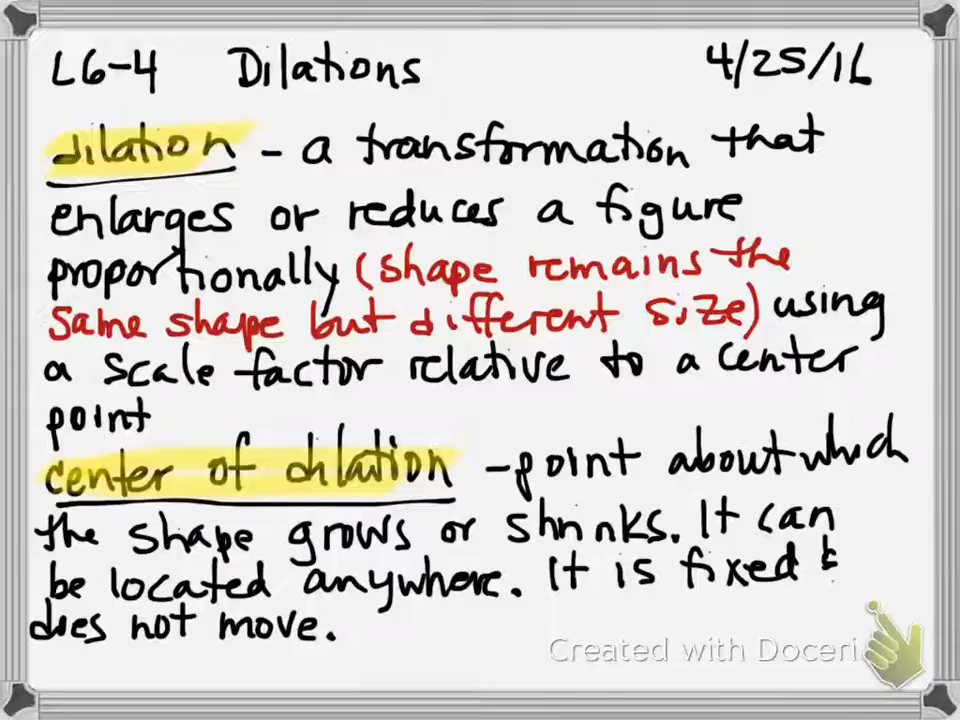 L6-4 Dilations 4/25/16
dilation - a transformation that
enlarges or reduces a figure
proportionally (shape remains the
same shape but different size) using
a scale factor relative to a center
point
center of dilation - point about which
the shape grows or shrinks. It can
be located anywhere. It is fixed &
does not move.
Created with Doceri